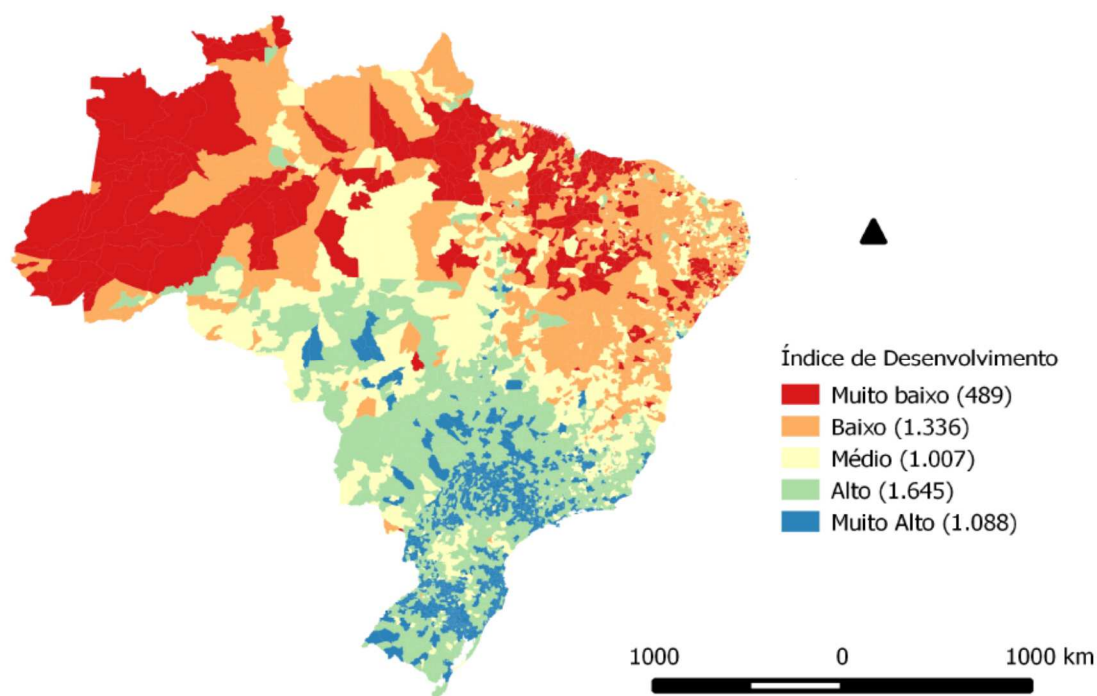 Índice de Desenvolvimento
Muito baixo (489)
Baixo (1.336)
Médio (1.007)
Alto (1.645)
Muito Alto (1.088)
1000 0 1000 km